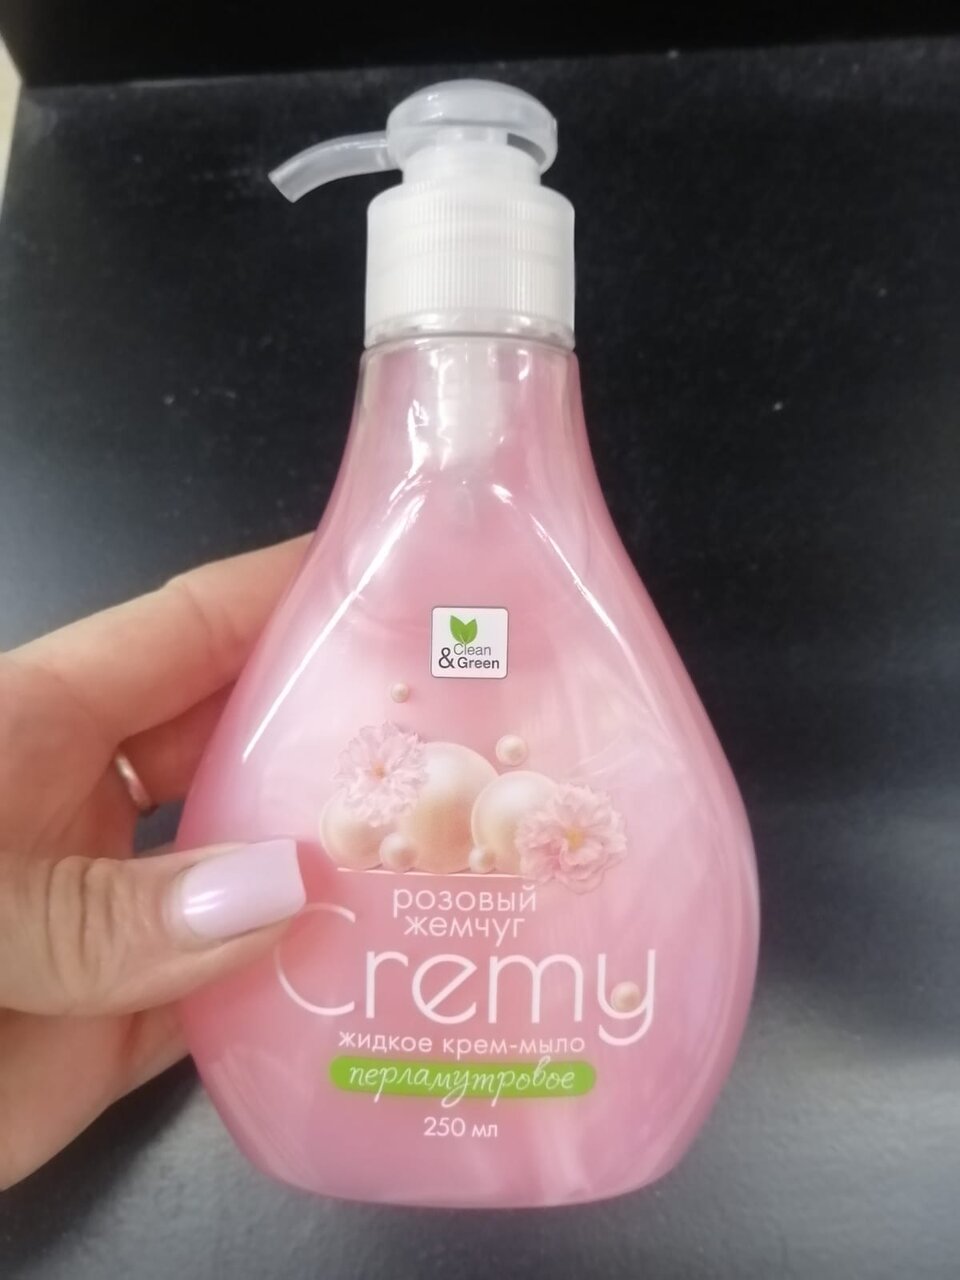 Clean
& Green
розовый
жемчуг
Cremy
жидкое крем-мыло
перламутровое
250 мл